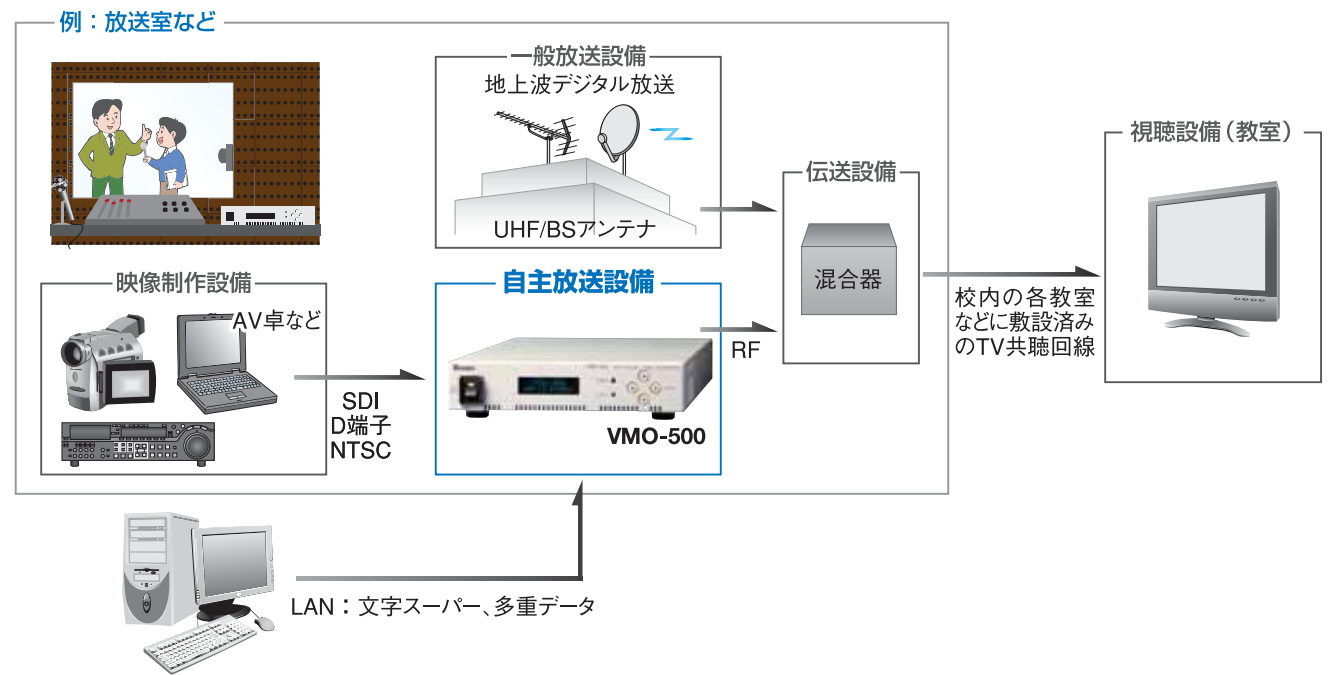 例：放送室など
一般放送設備
地上波デジタル放送
UHF/BSアンテナ
伝送設備
混合器
視聴設備（教室）
校内の各教室
などに敷設済み
のTV共聴回線
映像制作設備
AV卓など
SDI
D端子
NTSC
自主放送設備
VMO-500
RF
LAN：文字スーパー、多重データ